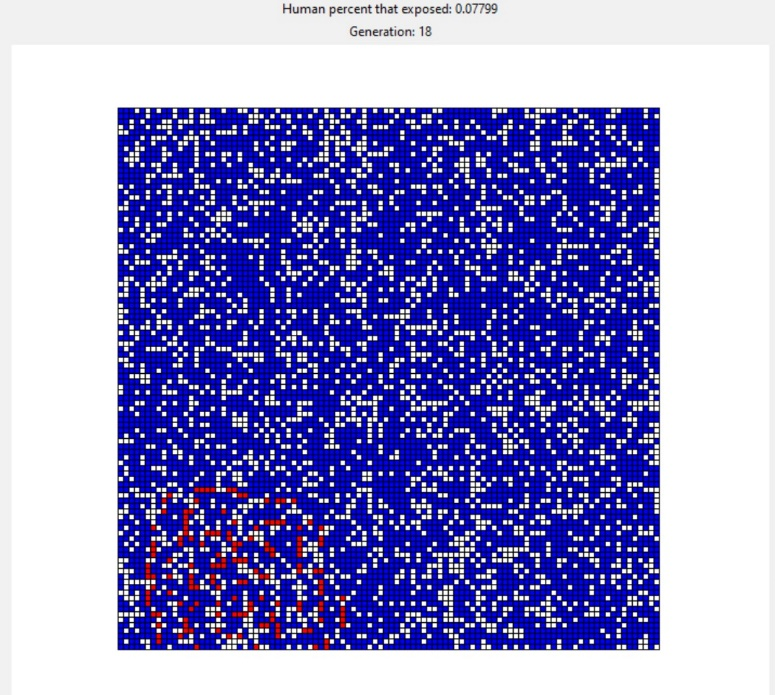 Human percent that exposed: 0.07799
Generation: 18